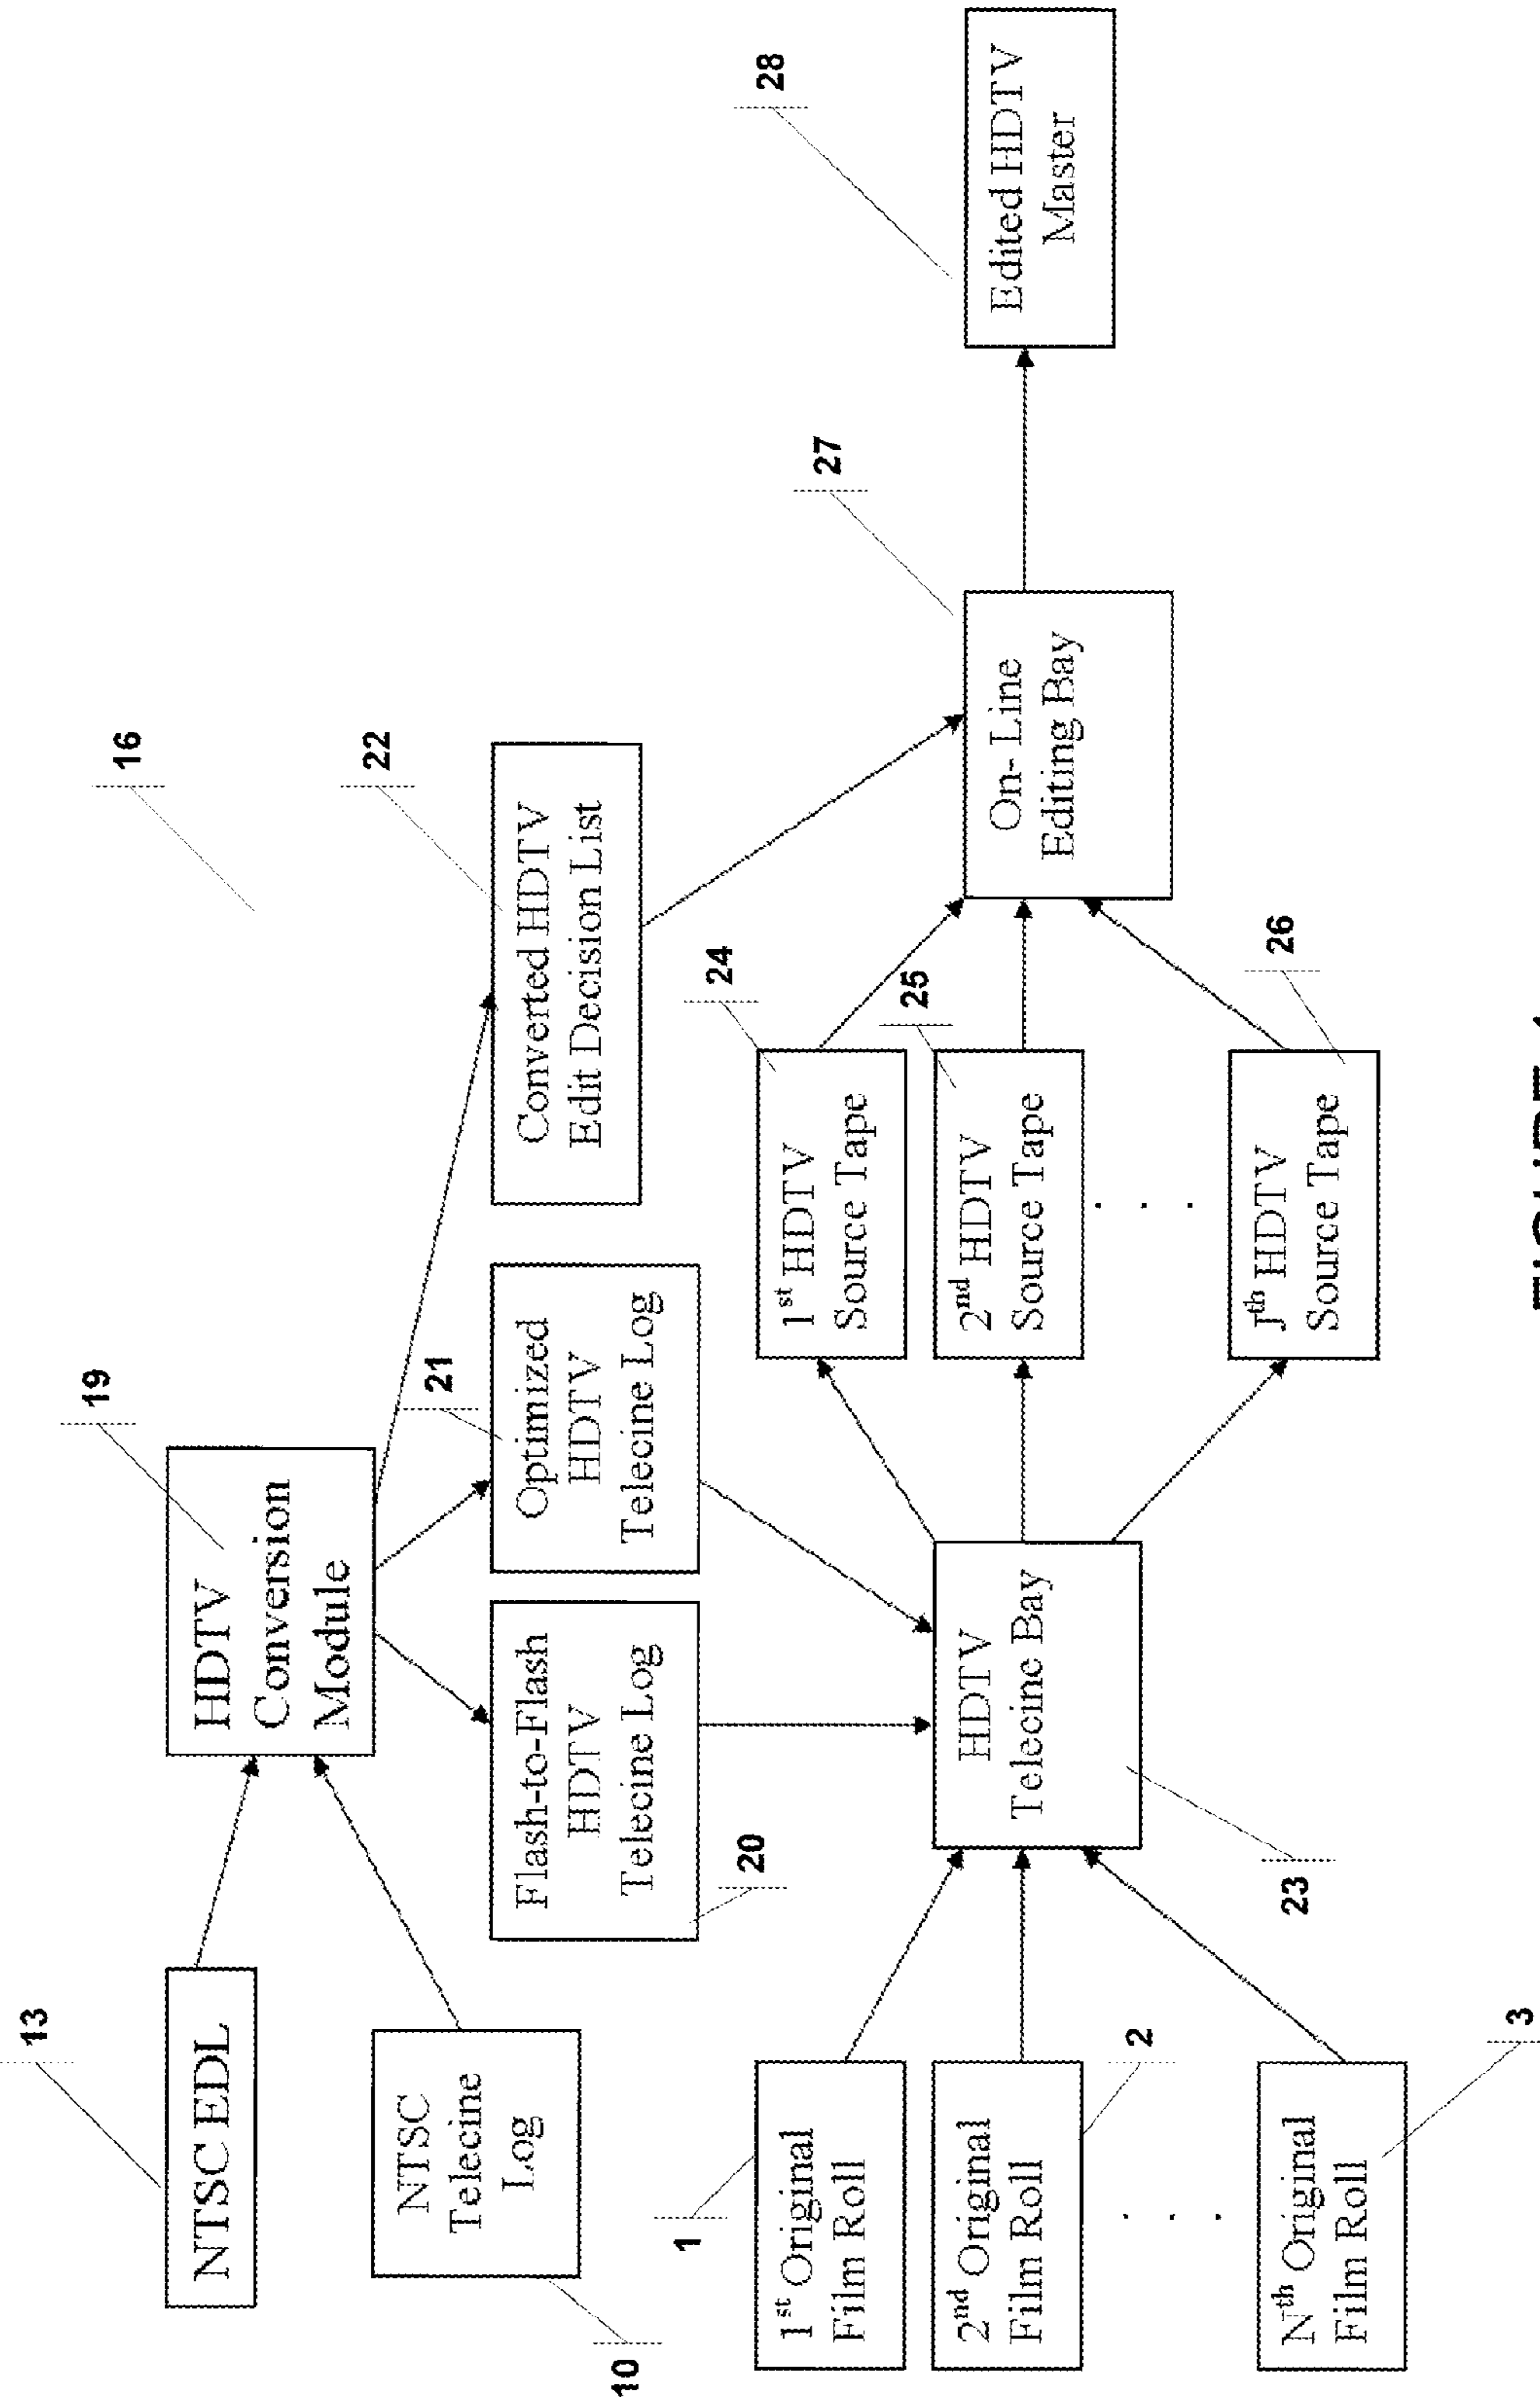 13
19
16
NTSC EDL
HDTV
Conversion
Module
10
NTSC
Telecine
Log
20
Flash-to-Flash
HDTV
Telecine Log
21
Optimized
HDTV
Telecine Log
22
Converted HDTV
Edit Decision List
1
1st Original
Film Roll
2
2nd Original
Film Roll
. . .
3
Nth Original
Film Roll
23
HDTV
Telecine Bay
24
1st HDTV
Source Tape
25
2nd HDTV
Source Tape
. . .
26
Jth HDTV
Source Tape
27
On- Line
Editing Bay
28
Edited HDTV
Master
FIGURE